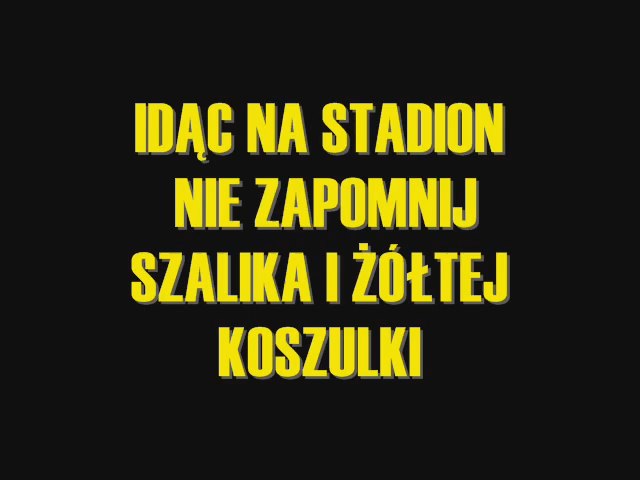 IDĄC NA STADION
NIE ZAPOMNIJ
SZALIKA I ŻÓŁTEJ
KOSZULKI